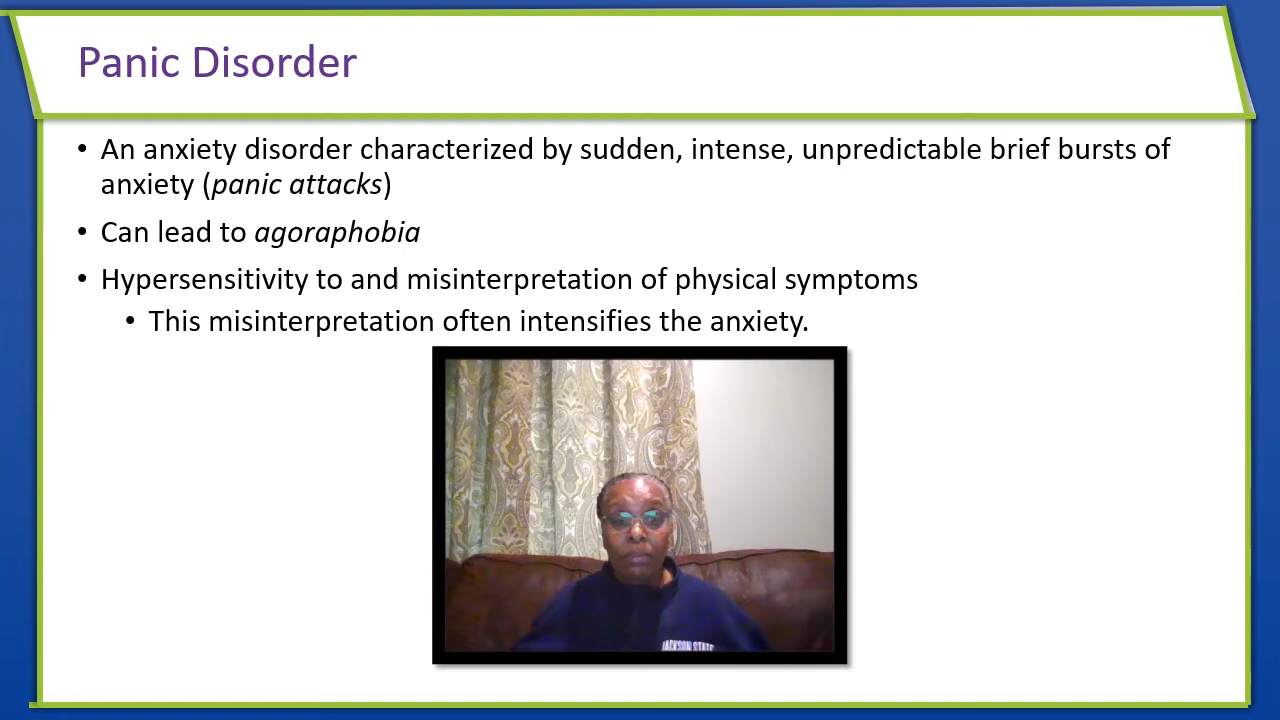 Panic Disorder
• An anxiety disorder characterized by sudden, intense, unpredictable brief bursts of
anxiety (panic attacks)
• Can lead to agoraphobia
• Hypersensitivity to and misinterpretation of physical symptoms
• This misinterpretation often intensifies the anxiety.
JACKSON STATE